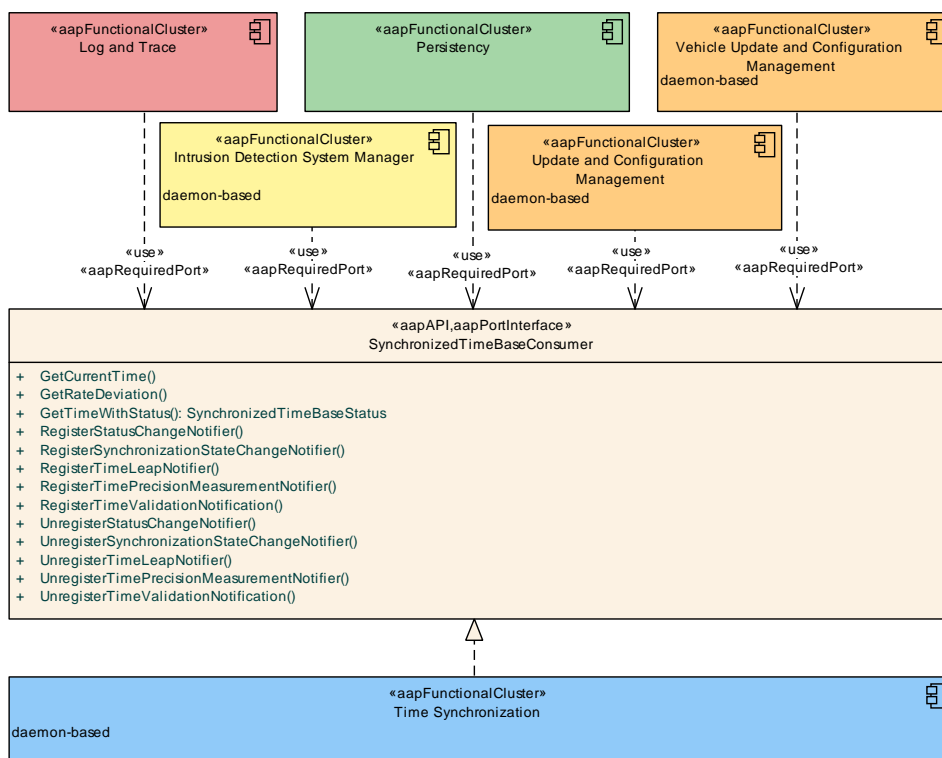 «aapFunctionalCluster»
Log and Trace
«aapFunctionalCluster»
Persistency
«aapFunctionalCluster»
Vehicle Update and Configuration
Management
daemon-based
«aapFunctionalCluster»
Intrusion Detection System Manager
daemon-based
«aapFunctionalCluster»
Update and Configuration
Management
daemon-based
«use»
«aapRequiredPort»
«use»
«aapRequiredPort»
«use»
«aapRequiredPort»
«use»
«aapRequiredPort»
«use»
«aapRequiredPort»
«aapAPI,aapPortInterface»
SynchronizedTimeBaseConsumer
+ GetCurrentTime()
+ GetRateDeviation()
+ GetTimeWithStatus(): SynchronizedTimeBaseStatus
+ RegisterStatusChangeNotifier()
+ RegisterSynchronizationStateChangeNotifier()
+ RegisterTimeLeapNotifier()
+ RegisterTimePrecisionMeasurementNotifier()
+ RegisterTimeValidationNotification()
+ UnregisterStatusChangeNotifier()
+ UnregisterSynchronizationStateChangeNotifier()
+ UnregisterTimeLeapNotifier()
+ UnregisterTimePrecisionMeasurementNotifier()
+ UnregisterTimeValidationNotification()
«aapFunctionalCluster»
Time Synchronization
daemon-based